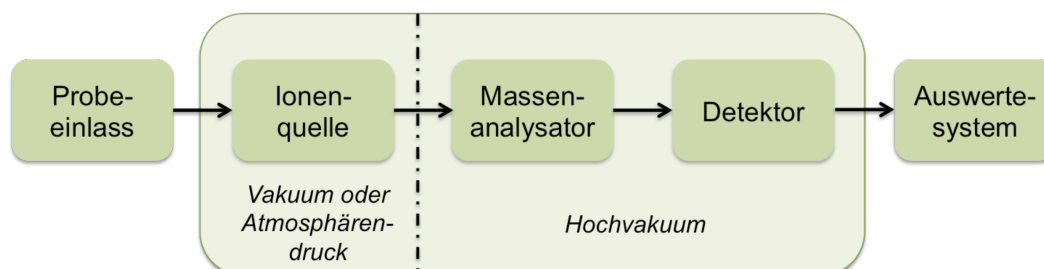 Probe-
einlass
Ionen-
quelle
Massen-
analysator
Detektor
Auswerte-
system
Vakuum oder
Atmosphären-
druck
Hochvakuum